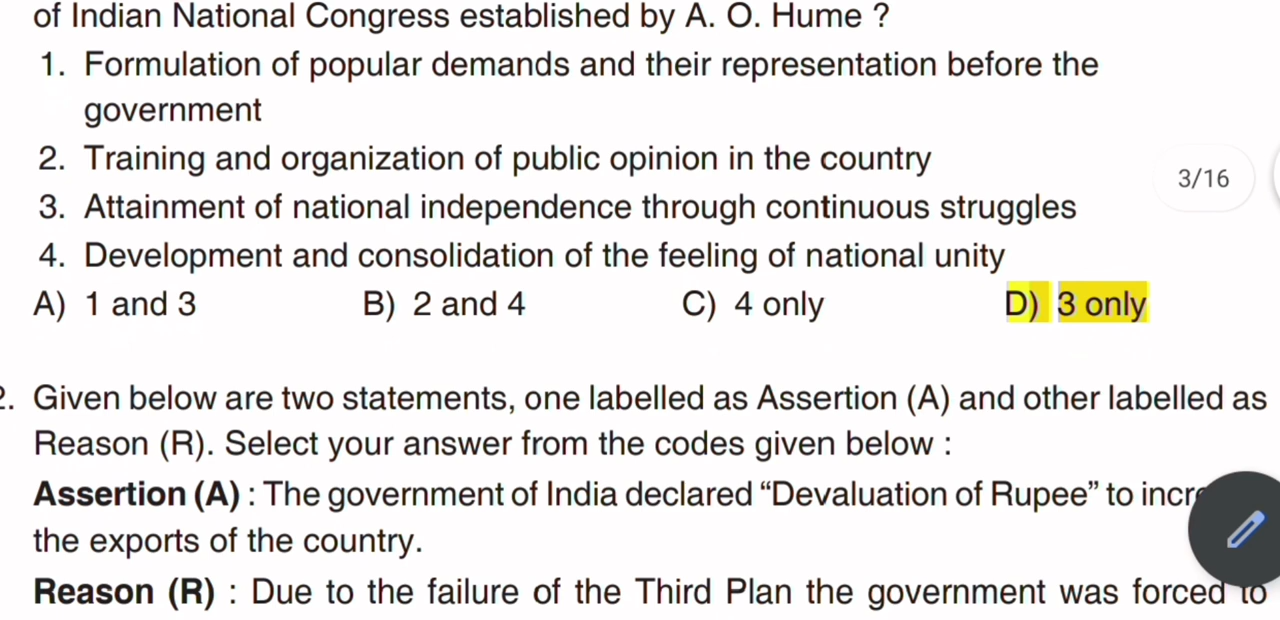 of Indian National Congress established by A. O. Hume ?
1. Formulation of popular demands and their representation before the
government
2. Training and organization of public opinion in the country
3/16
3. Attainment of national independence through continuous struggles
4. Development and consolidation of the feeling of national unity
A) 1 and 3 B) 2 and 4 C) 4 only D) 3 only
2. Given below are two statements, one labelled as Assertion (A) and other labelled as
Reason (R). Select your answer from the codes given below :
Assertion (A) : The government of India declared “Devaluation of Rupee” to
the exports of the country.
Reason (R) : Due to the failure of the Third Plan the government was forced to